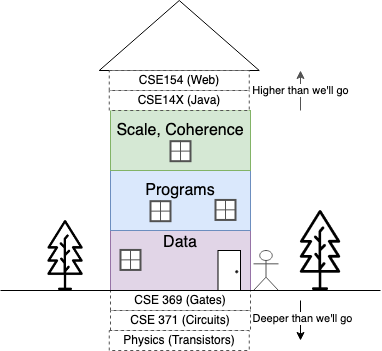 CSE154 (Web)
CSE14X (Java)
Higher than we'll go
Scale, Coherence
Programs
Data
CSE 369 (Gates)
CSE 371 (Circuits)
Deeper than we'll go
Physics (Transistors)